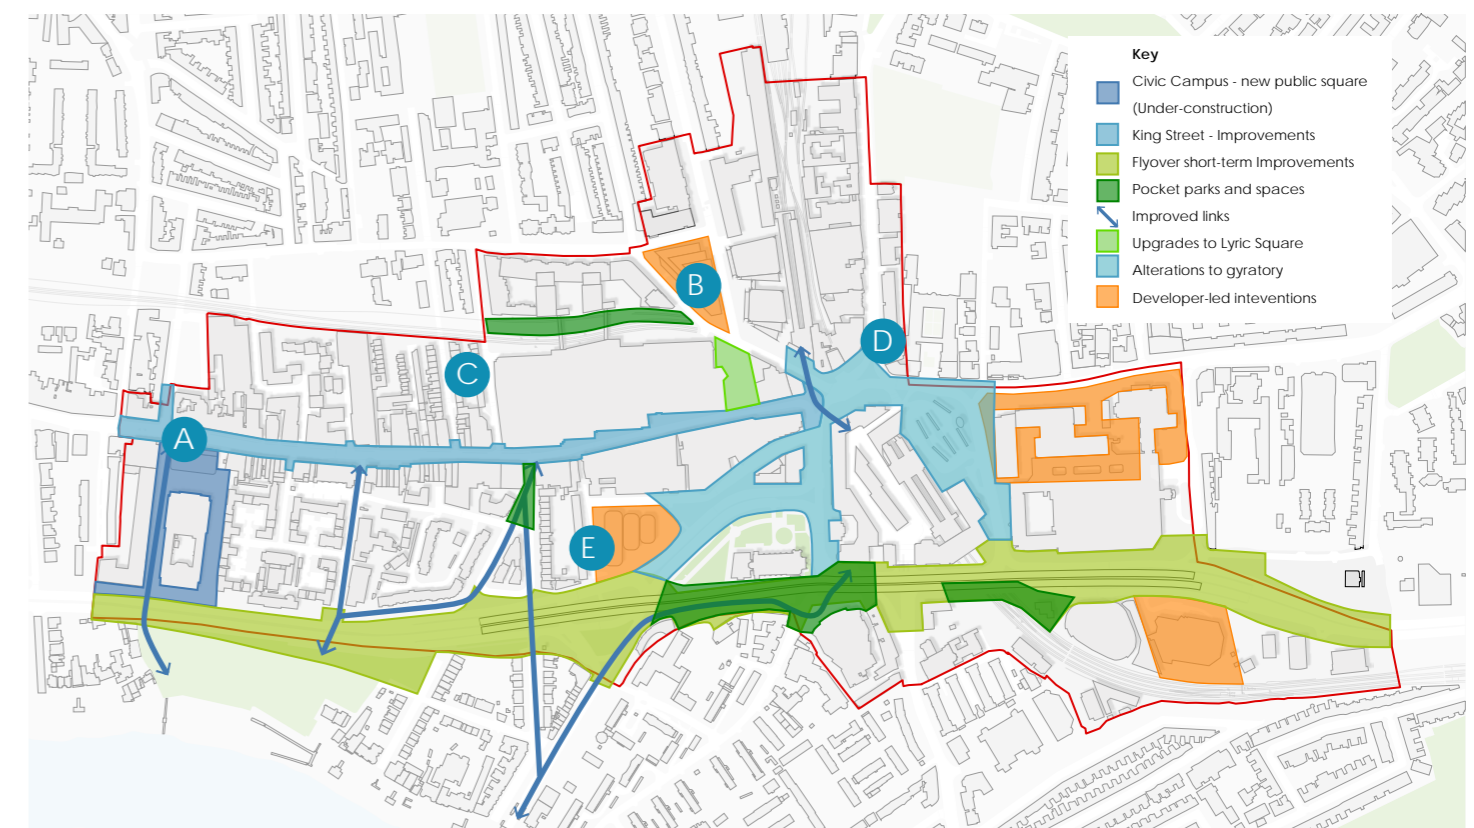 Key
Civic Campus - new public square
(Under-construction)
King Street - Improvements
Flyover short-term Improvements
Pocket parks and spaces
Improved links
Upgrades to Lyric Square
Alterations to gyratory
Developer-led inteventions
B
D
C
A
E